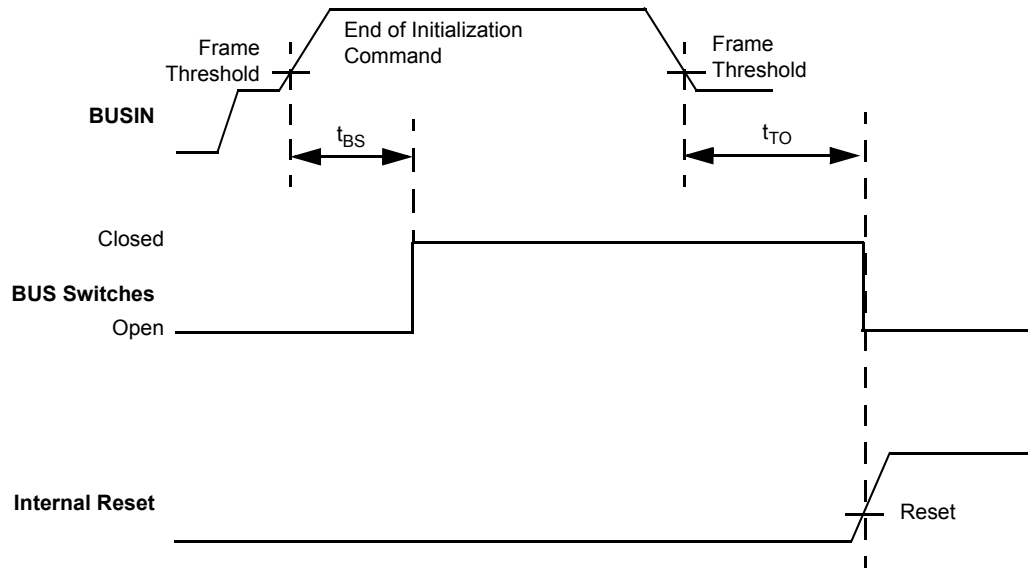 End of Initialization
Command
Frame
Threshold
Frame
Threshold
BUSIN
tBS
tTO
Closed
BUS Switches
Open
Internal Reset
Reset